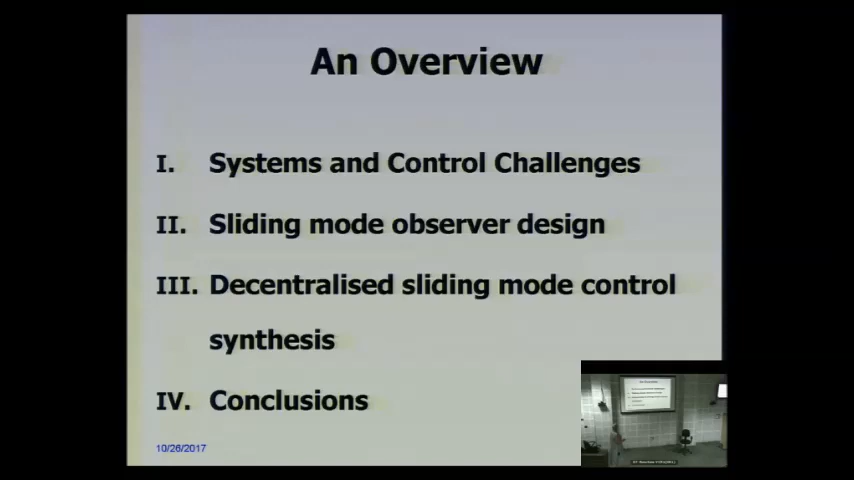 An Overview
I. Systems and Control Challenges
II. Sliding mode observer design
III. Decentralised sliding mode control
synthesis
IV. Conclusions
10/26/2017